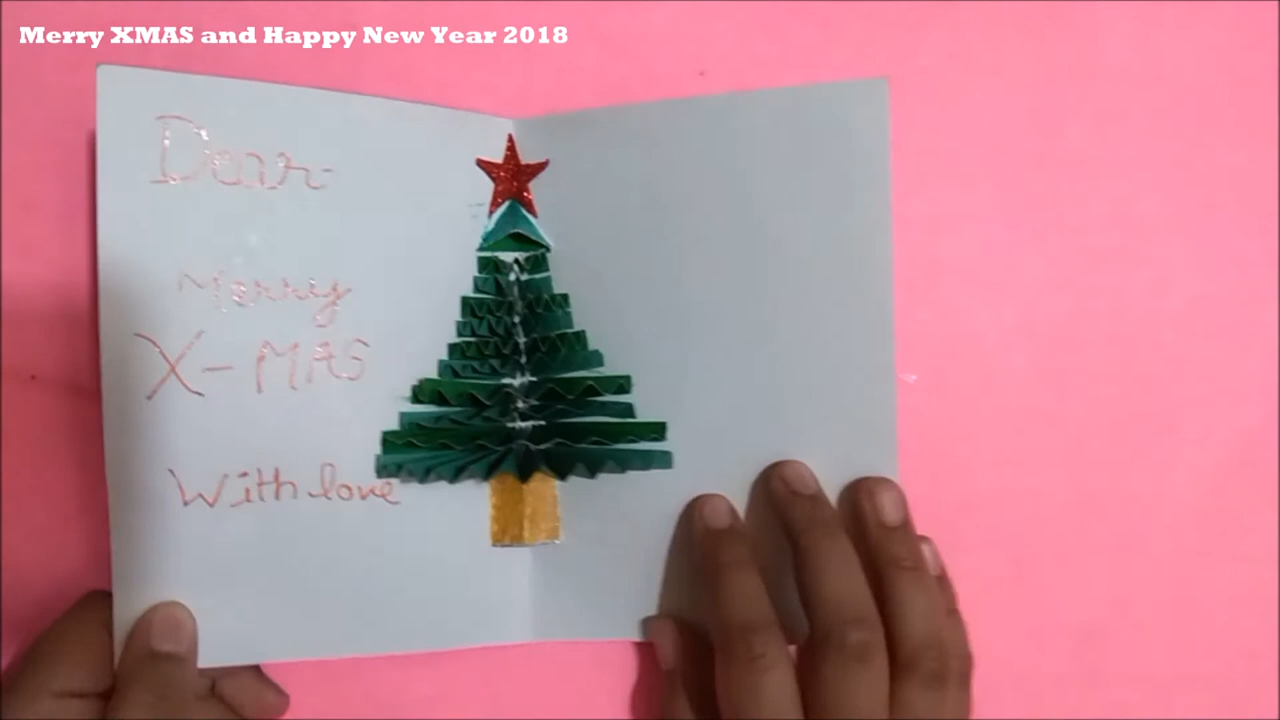 Merry XMAS and Happy New Year 2018
Dear
Merry
X-MAS
With love